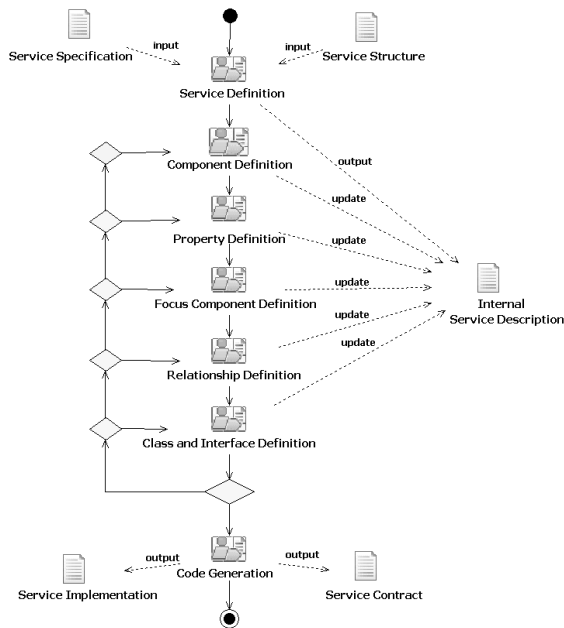 input
input
Service Specification
Service Structure
Service Definition
output
Component Definition
update
Property Definition
update
update
Focus Component Definition
Internal
Service Description
update
update
Relationship Definition
Class and Interface Definition
output
output
Code Generation
Service Implementation
Service Contract